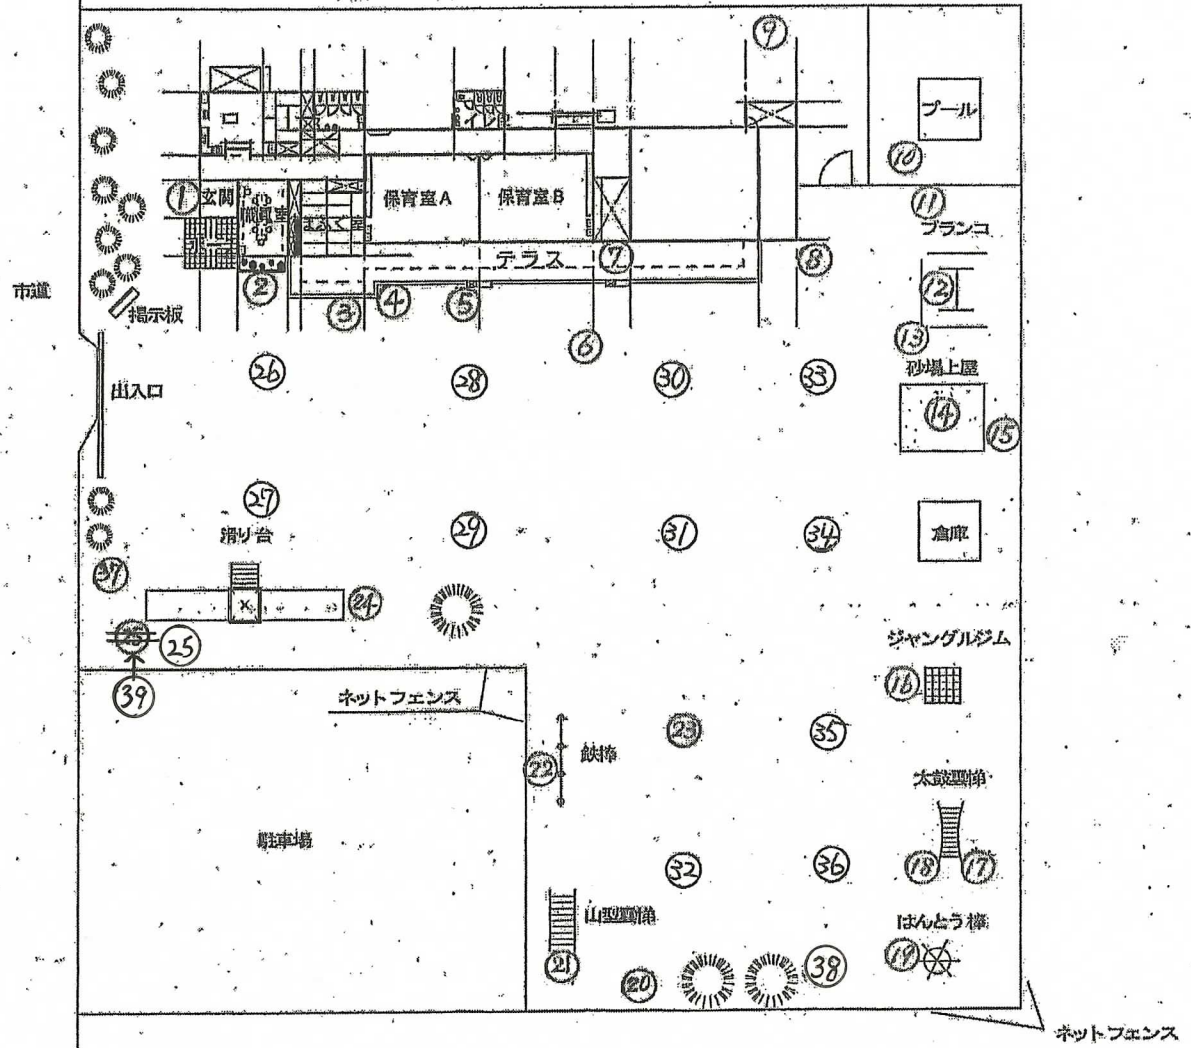 ⑨
プール
⑩
①
玄関
保育室A
保育室B
⑪
ブランコ
テラス
⑦
⑧
市道
②
⑫
掲示板
③
④
⑤
⑬
⑥
砂場上屋
出入口
㉖
㉘
㉚
㉝
⑭
⑮
㉗
滑り台
㉙
㉛
㉞
倉庫
㊲
㉔
×
ジャングルジム
㉕
㉕
⑯
㊴
ネットフェンス
㉓
㉟
鉄棒
㉒
太鼓雲梯
駐車場
㉜
㊱
⑱
⑰
山型雲梯
はんとう棒
㉑
⑳
㊳
⑲
ネットフェンス